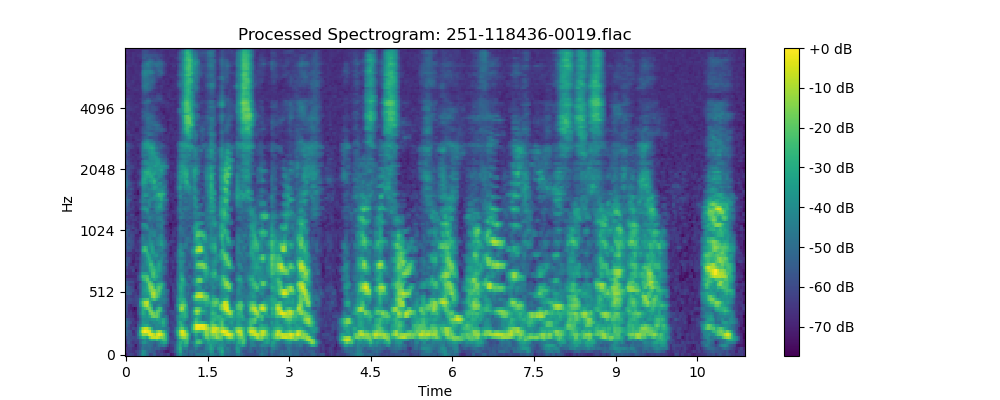 Processed Spectrogram: 251-118436-0019.flac
+0 dB
-10 dB
-20 dB
-30 dB
-40 dB
-50 dB
-60 dB
-70 dB
Hz
4096
2048
1024
512
0
0 1.5 3 4.5 6 7.5 9 10
Time